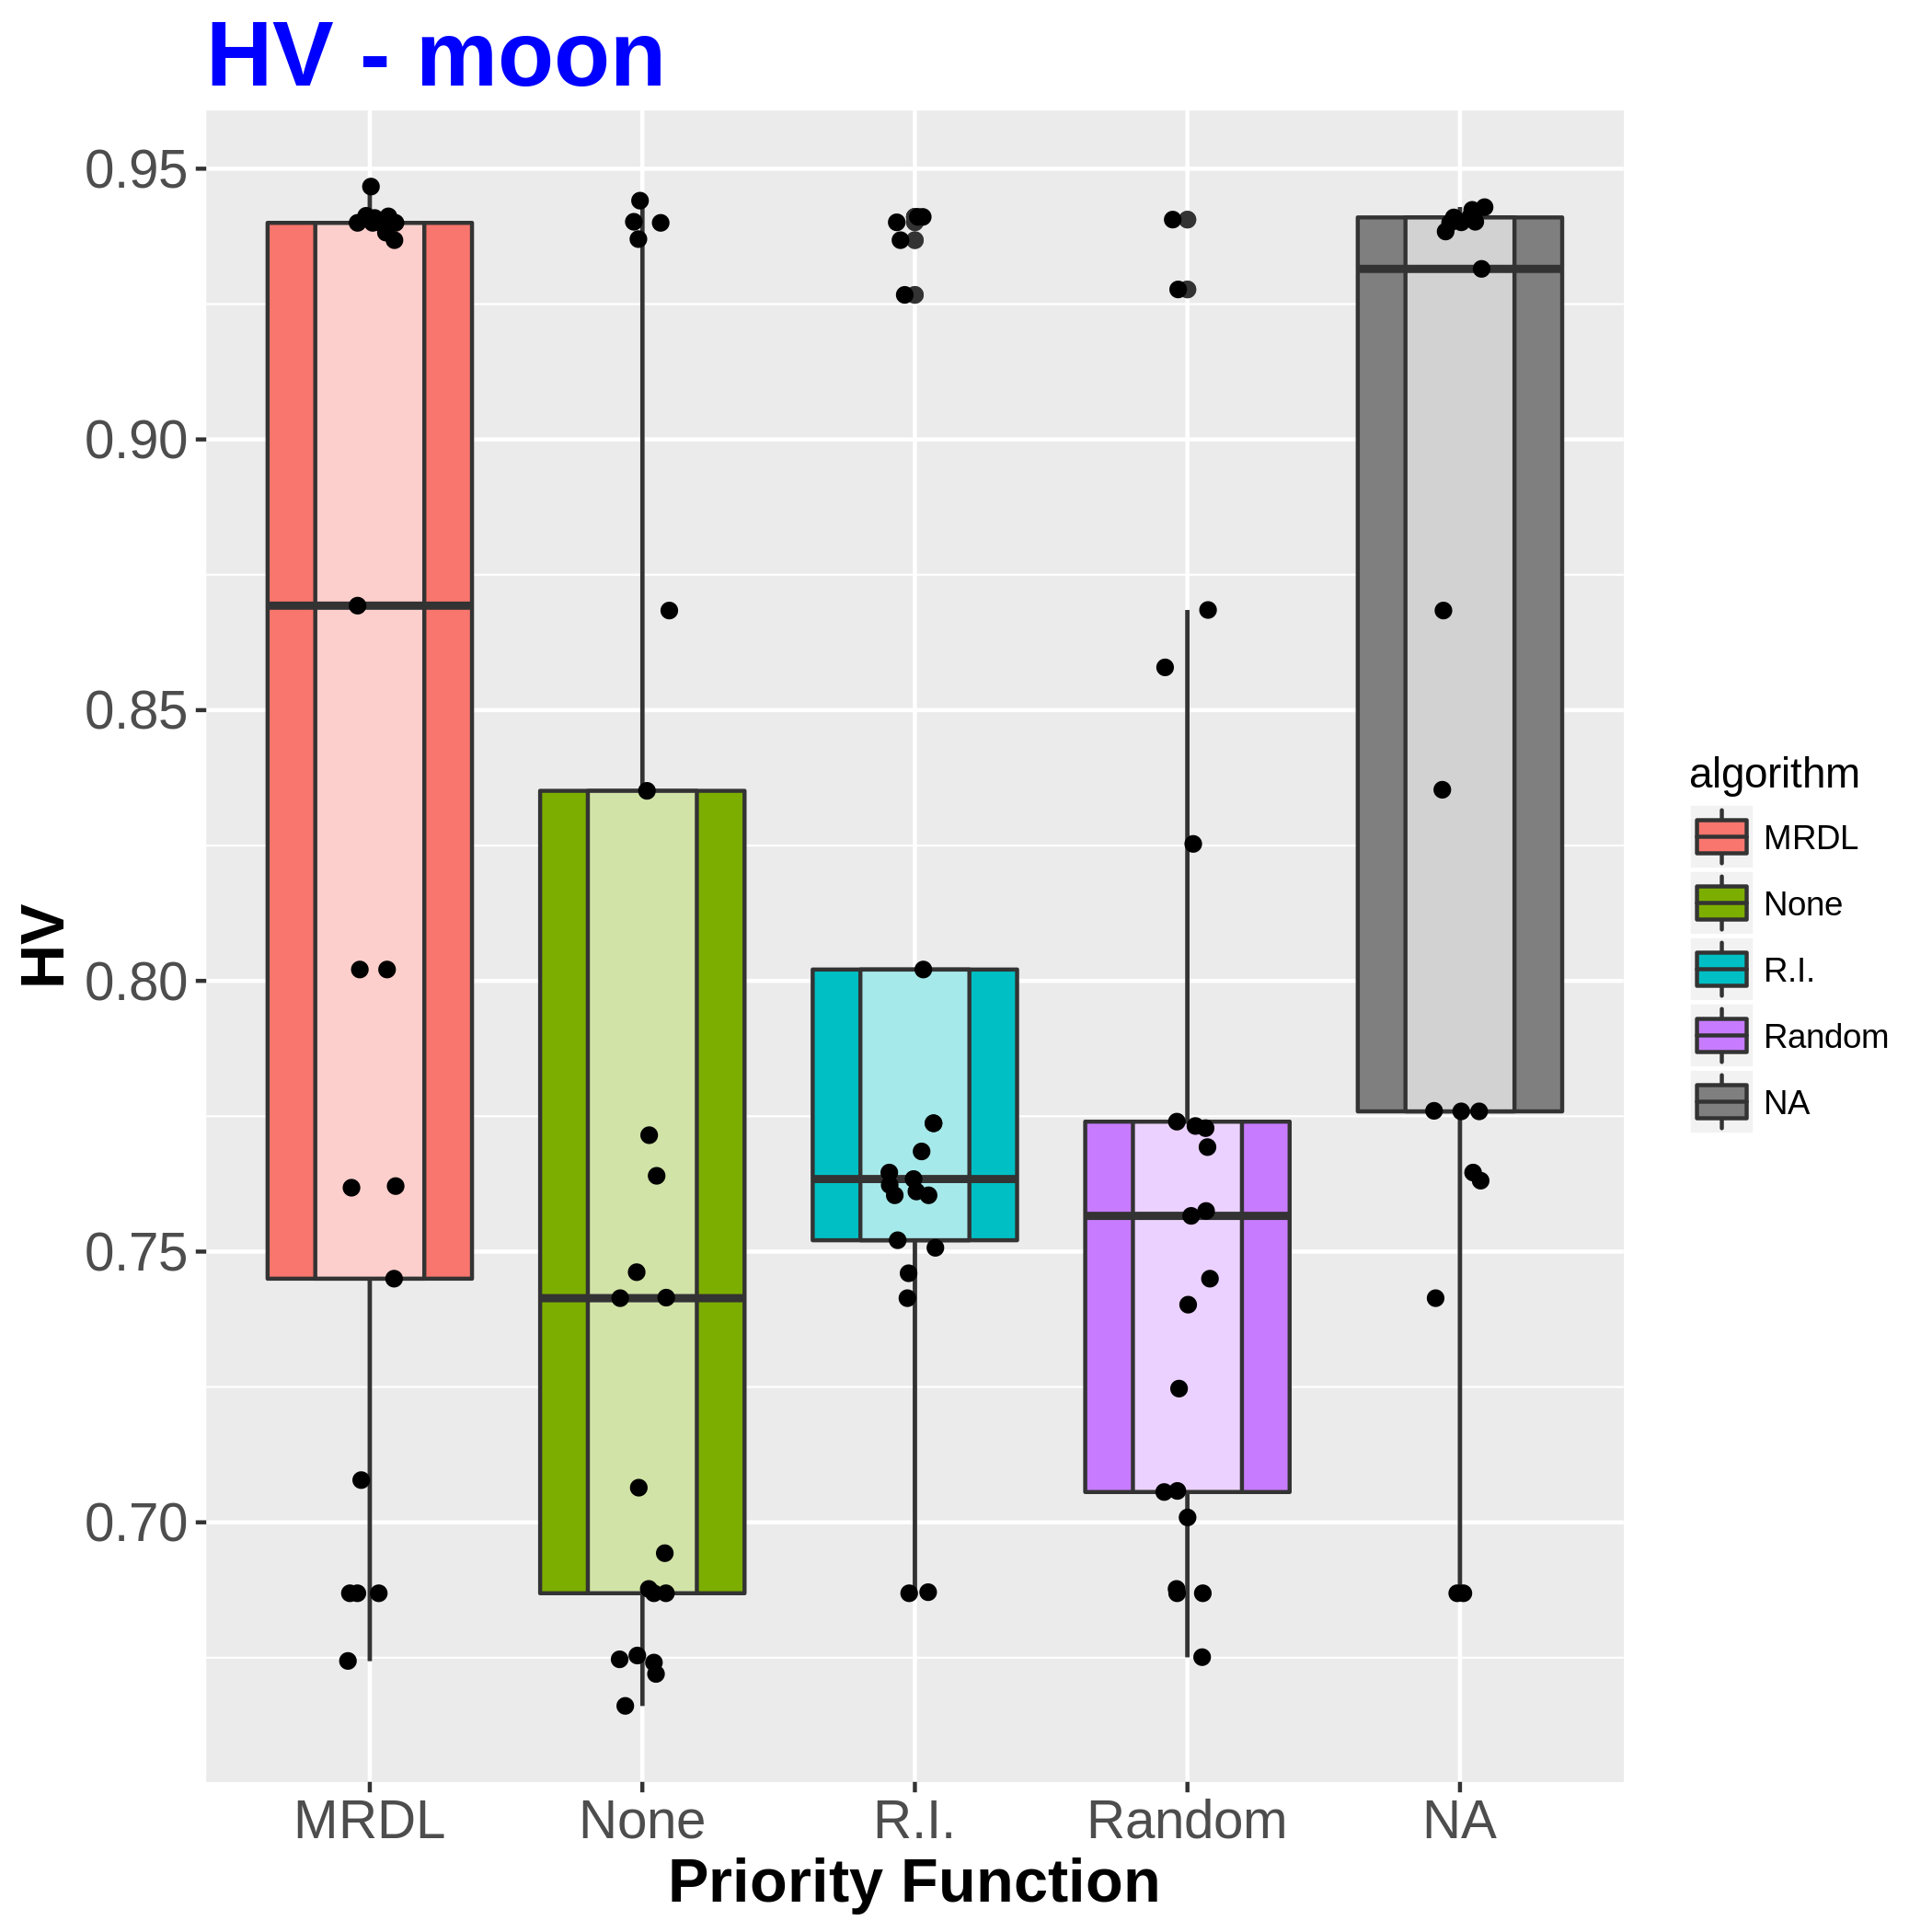 HV - moon
HV
0.95
0.90
0.85
0.80
0.75
0.70
MRDL None R.I. Random NA
Priority Function
algorithm
MRDL
None
R.I.
Random
NA